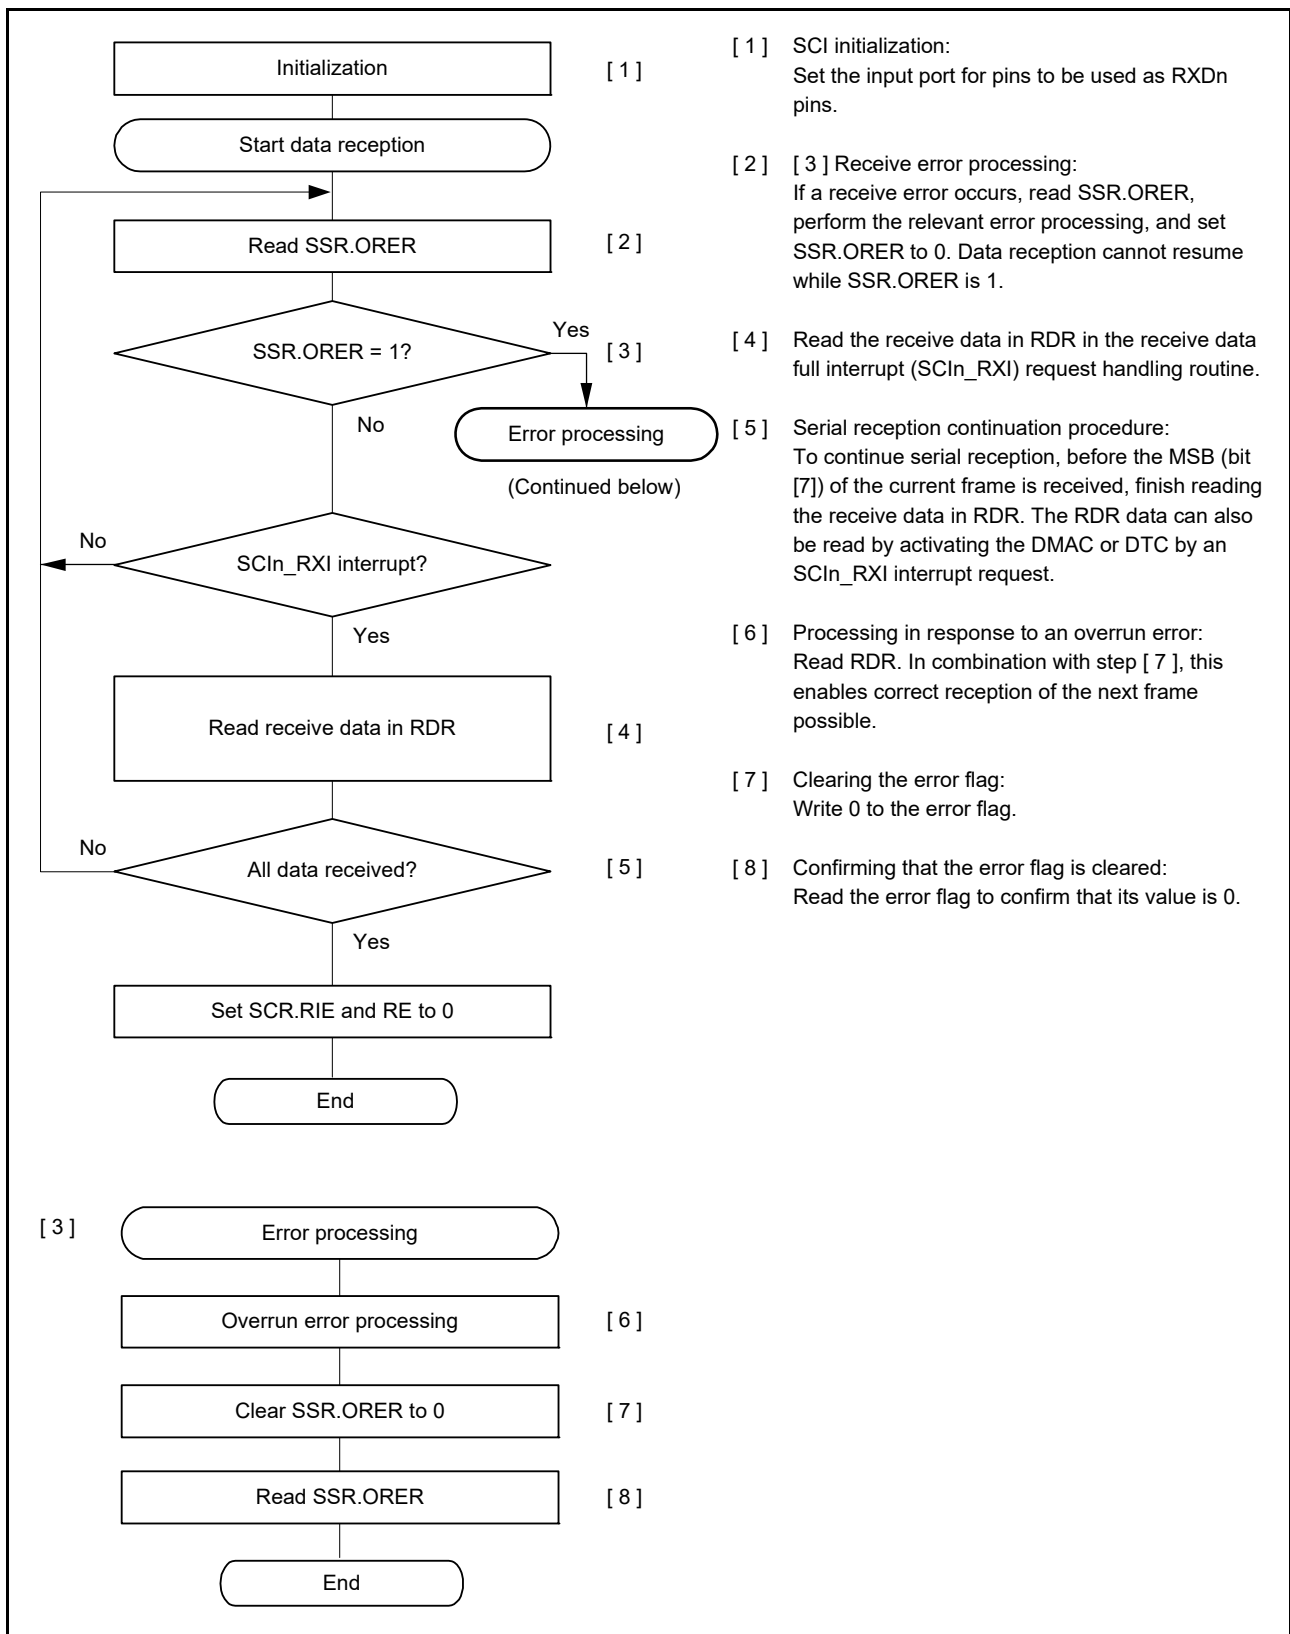 Initialization
[ 1 ]
Start data reception
Read SSR.ORER
[ 2 ]
SSR.ORER = 1?
Yes
[ 3 ]
No
Error processing
(Continued below)
SCIn_RXI interrupt?
No
Yes
Read receive data in RDR
[ 4 ]
All data received?
No
[ 5 ]
Yes
Set SCR.RIE and RE to 0
End
[ 1 ] SCI initialization:
Set the input port for pins to be used as RXDn
pins.
[ 2 ] [ 3 ] Receive error processing:
If a receive error occurs, read SSR.ORER,
perform the relevant error processing, and set
SSR.ORER to 0. Data reception cannot resume
while SSR.ORER is 1.
[ 4 ] Read the receive data in RDR in the receive data
full interrupt (SCIn_RXI) request handling routine.
[ 5 ] Serial reception continuation procedure:
To continue serial reception, before the MSB (bit
[7]) of the current frame is received, finish reading
the receive data in RDR. The RDR data can also
be read by activating the DMAC or DTC by an
SCIn_RXI interrupt request.
[ 6 ] Processing in response to an overrun error:
Read RDR. In combination with step [ 7 ], this
enables correct reception of the next frame
possible.
[ 7 ] Clearing the error flag:
Write 0 to the error flag.
[ 8 ] Confirming that the error flag is cleared:
Read the error flag to confirm that its value is 0.
[ 3 ]
Error processing
Overrun error processing
[ 6 ]
Clear SSR.ORER to 0
[ 7 ]
Read SSR.ORER
[ 8 ]
End